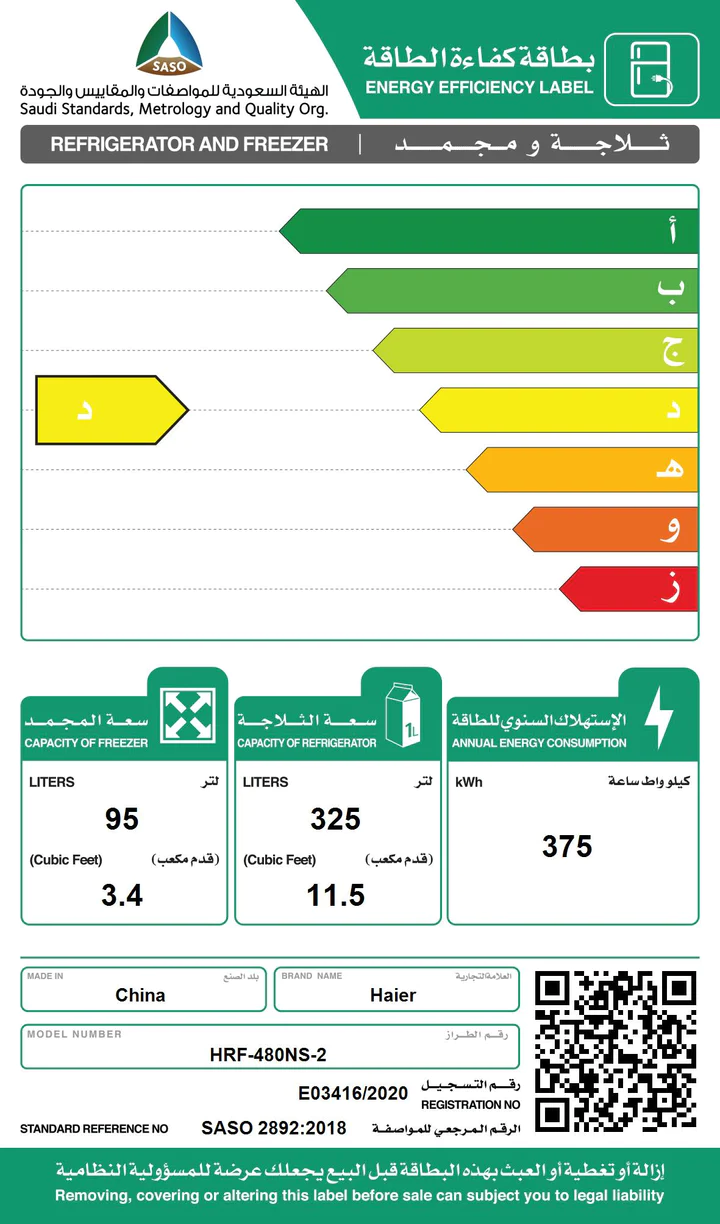 SASO
الهيئة السعودية للمواصفات والمقاييس والجودة
Saudi Standards, Metrology and Quality Org.
بطاقة كفاءة الطاقة
ENERGY EFFICIENCY LABEL
REFRIGERATOR AND FREEZER | ثلاجة و مجمد
أ
ب
ج
د
د
هـ
و
ز
سعة المجمد
CAPACITY OF FREEZER
LITERS لتر
95
(Cubic Feet) (قدم مكعب)
3.4
سعة الثلاجة
CAPACITY OF REFRIGERATOR
1L
LITERS لتر
325
(Cubic Feet) (قدم مكعب)
11.5
الإستهلاك السنوي للطاقة
ANNUAL ENERGY CONSUMPTION
kWh كيلو واط ساعة
375
MADE IN بلد الصنع
China
BRAND NAME العلامة التجارية
Haier
MODEL NUMBER رقم الطراز
HRF-480NS-2
E03416/2020 رقم التسجيل
REGISTRATION NO
STANDARD REFERENCE NO SASO 2892:2018 الرقم المرجعي للمواصفة
إزالة أو تغطية أو العبث بهذه البطاقة قبل البيع يجعلك عرضة للمسؤولية النظامية
Removing, covering or altering this label before sale can subject you to legal liability